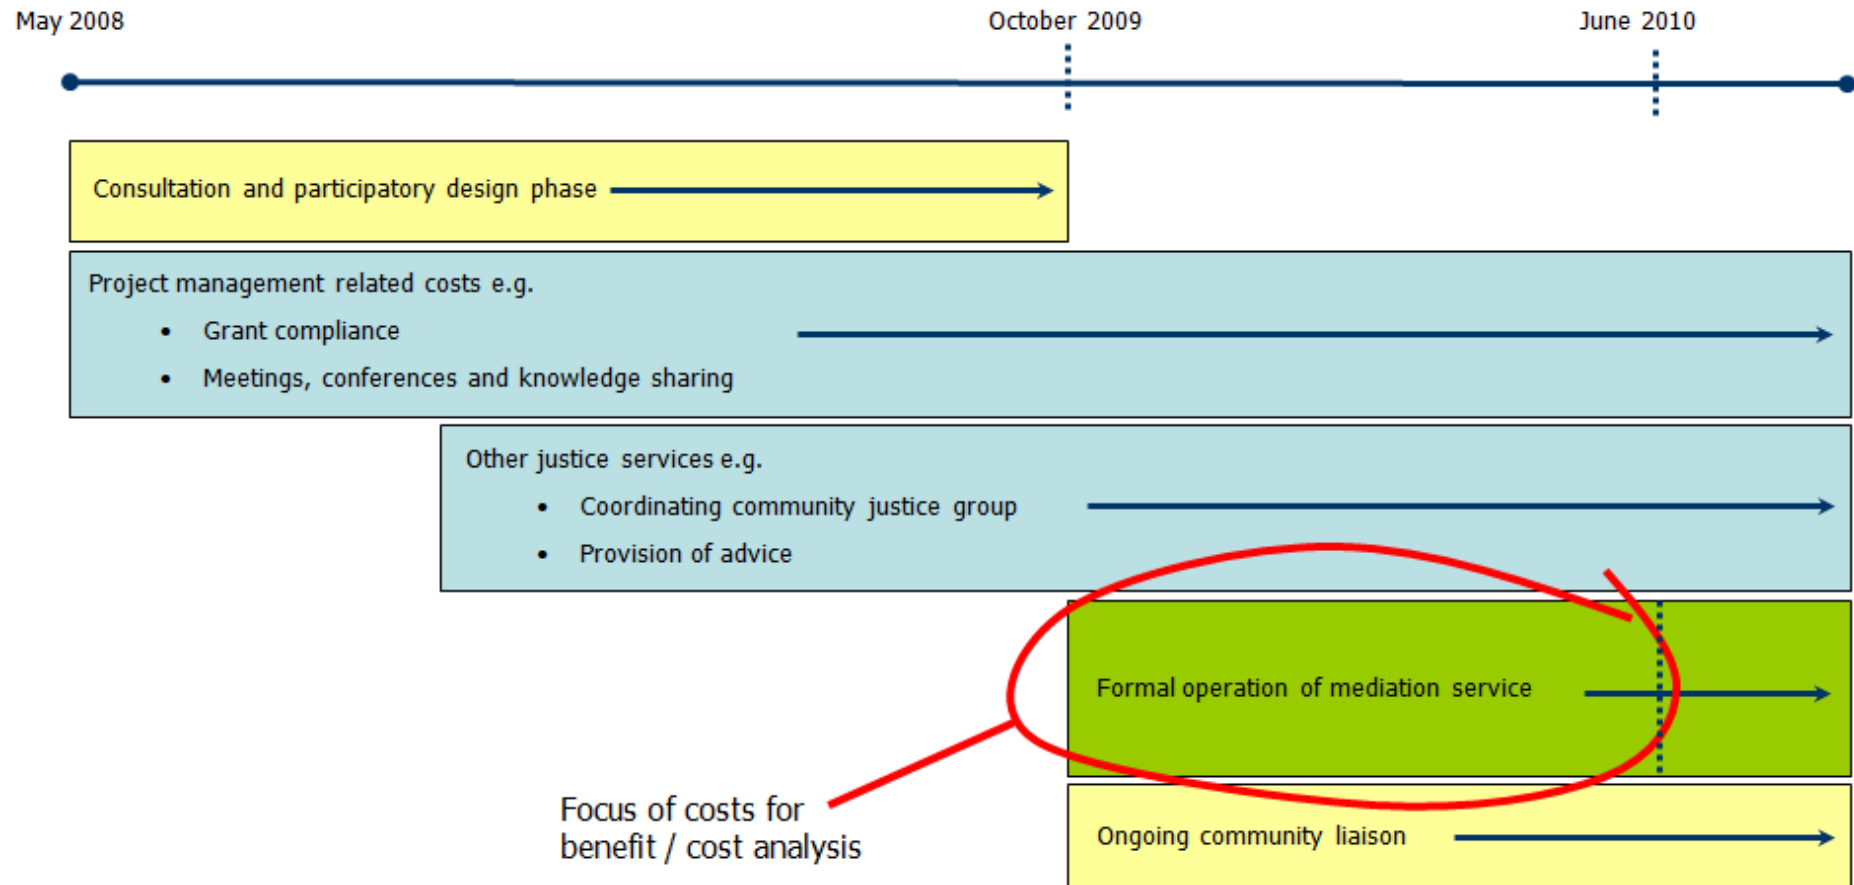 May 2008
October 2009
June 2010
Consultation and participatory design phase
Project management related costs e.g.
• Grant compliance
• Meetings, conferences and knowledge sharing
Other justice services e.g.
• Coordinating community justice group
• Provision of advice
Formal operation of mediation service
Focus of costs for
benefit / cost analysis
Ongoing community liaison